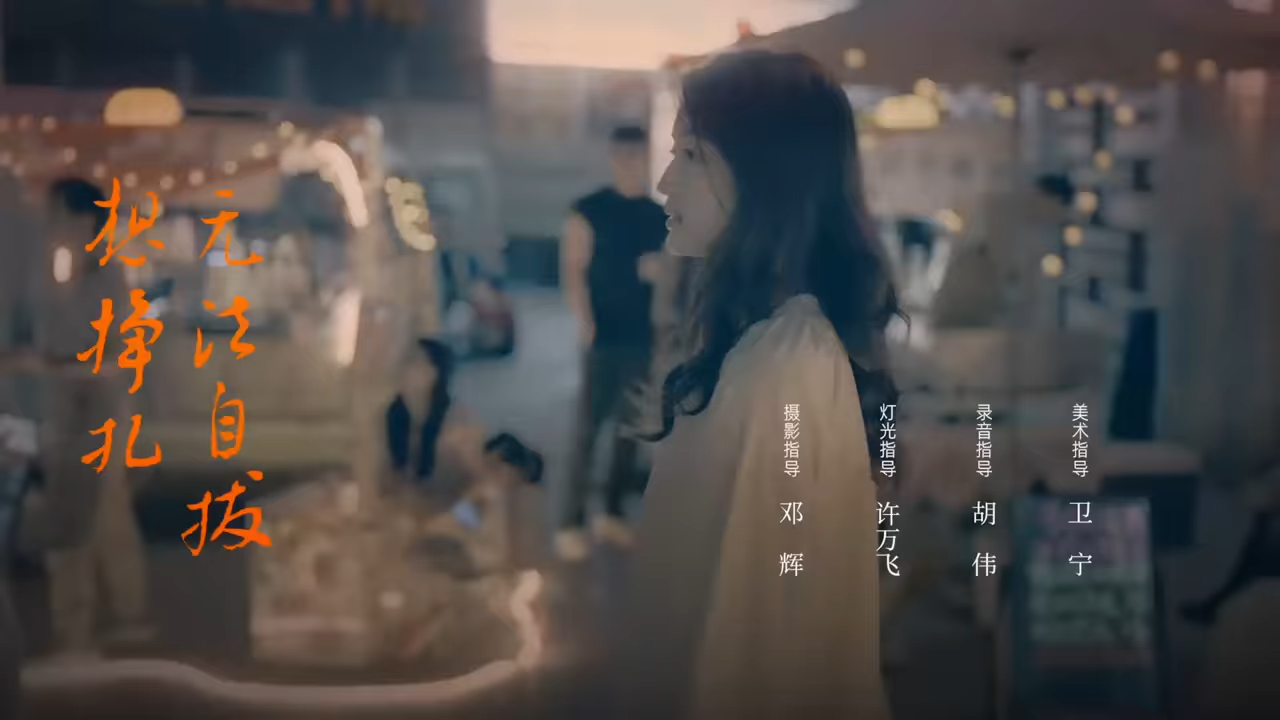 想挣扎
无法自拔
摄影指导
邓辉
灯光指导
许万飞
录音指导
胡伟
美术指导
卫宁